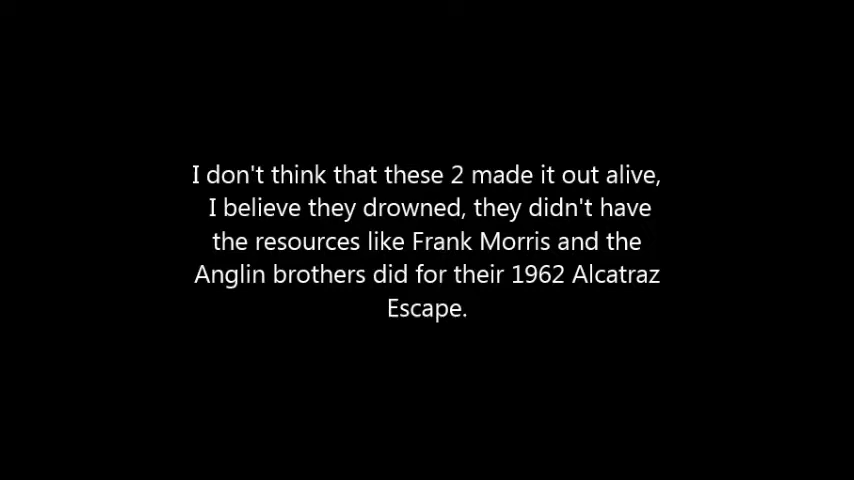 I don't think that these 2 made it out alive,
I believe they drowned, they didn't have
the resources like Frank Morris and the
Anglin brothers did for their 1962 Alcatraz
Escape.